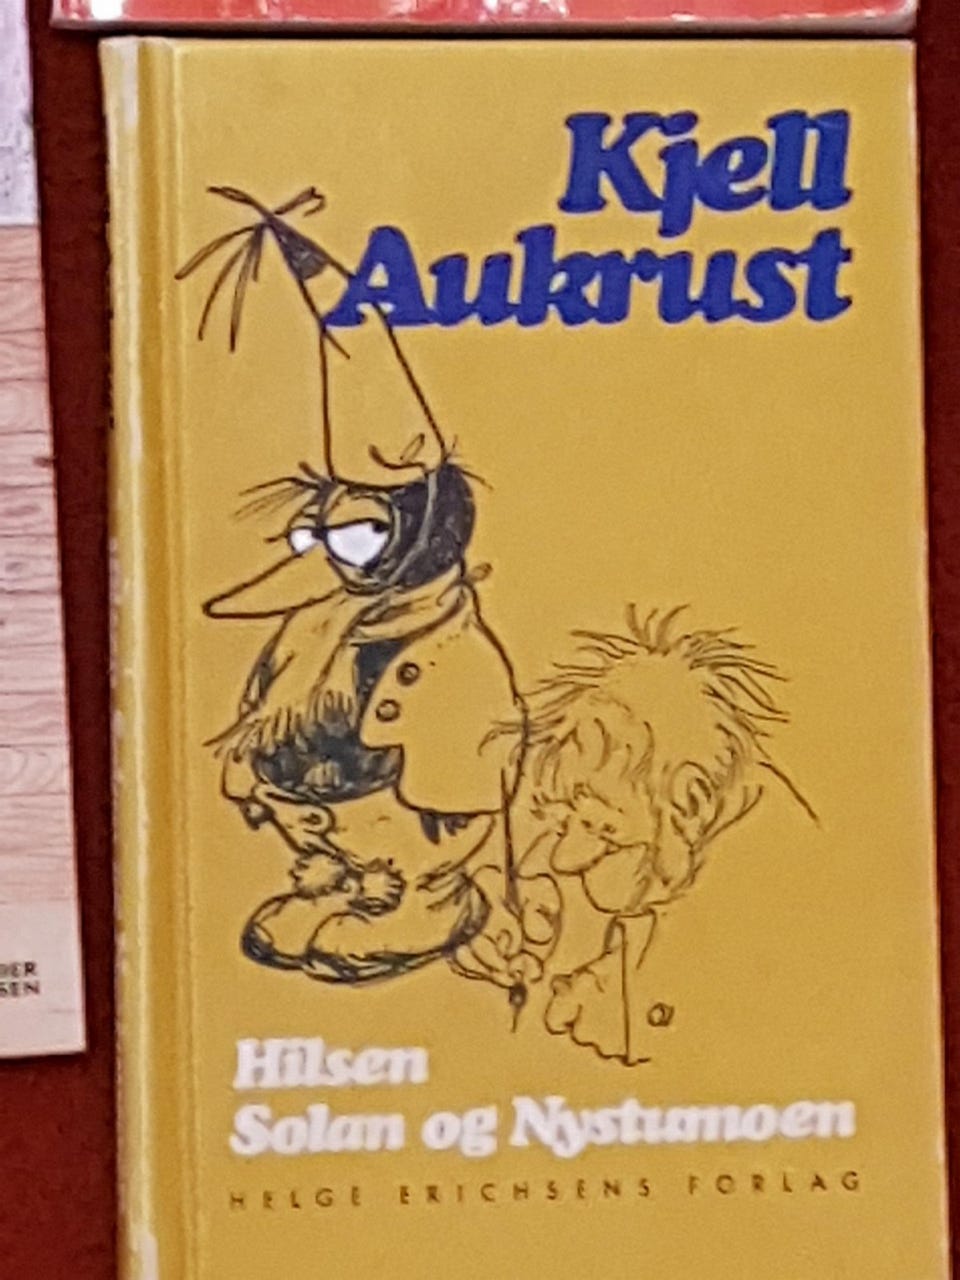 Kjell
Aukrust
Hilsen
Solan og Nystumoen
HELGE ERICHSENS FORLAG